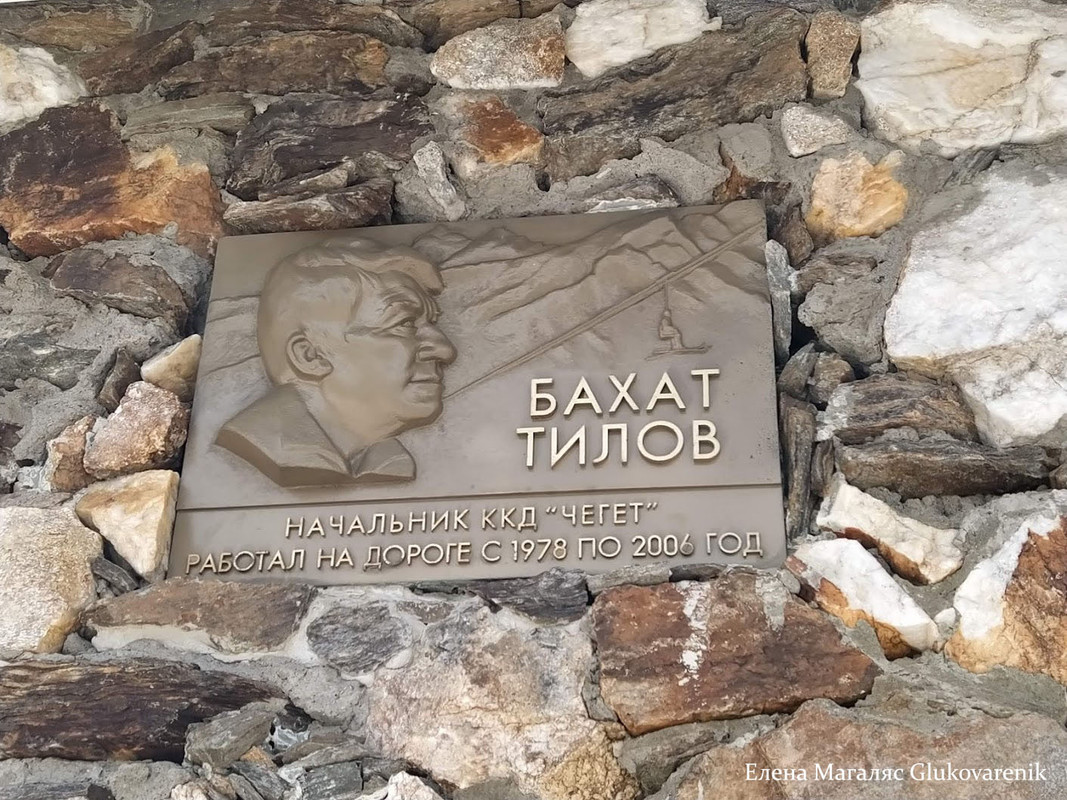 БАХАТ
ТИЛОВ
НАЧАЛЬНИК ККД "ЧЕГЕТ"
РАБОТАЛ НА ДОРОГЕ С 1978 ПО 2006 ГОД
Елена Магаляс Glukovarenik